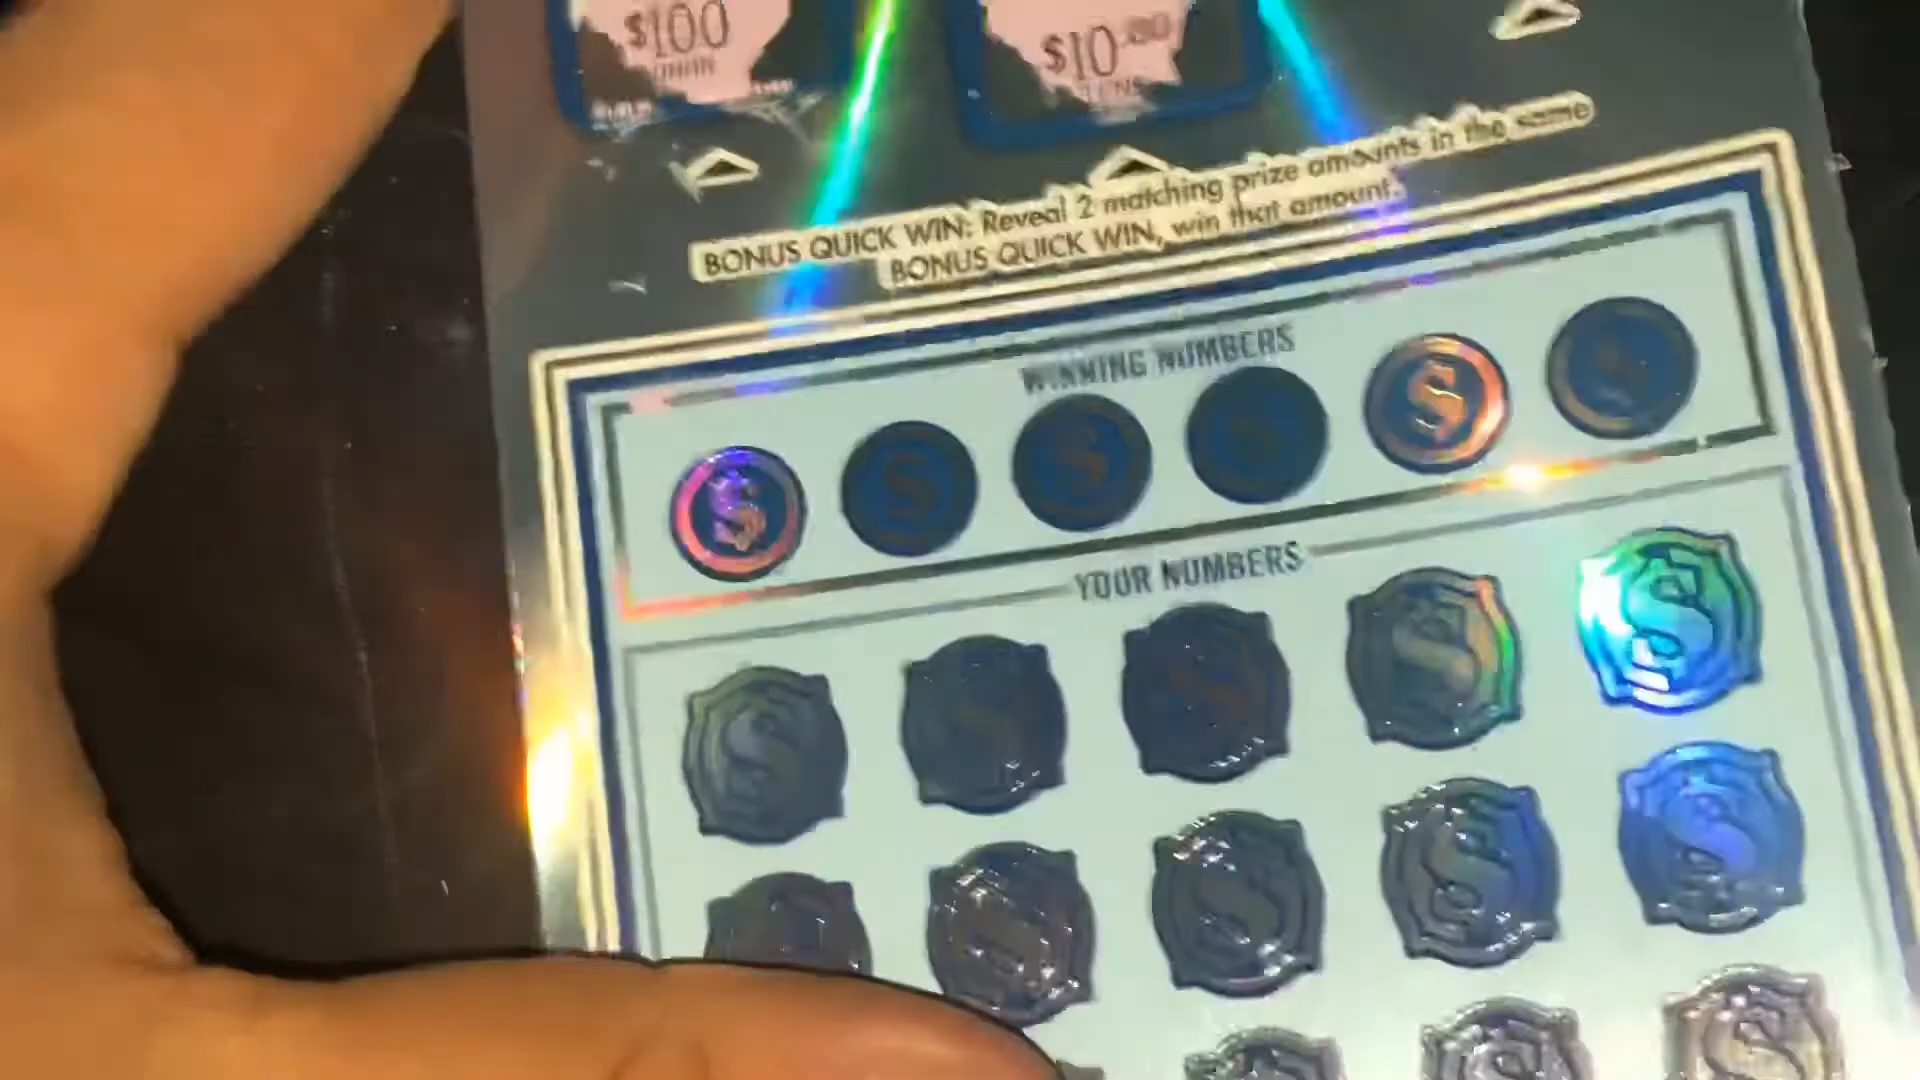 $100
$10
BONUS QUICK WIN: Reveal 2 matching prize amounts in the same
BONUS QUICK WIN, win that amount.
WINNING NUMBERS
YOUR NUMBERS